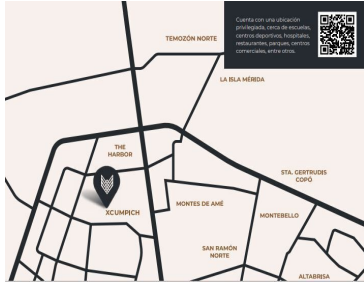 Cuenta con una ubicación
privilegiada, cerca de escuelas,
centros deportivos, hospitales,
restaurantes, parques, centros
comerciales, entre otros.
TEMOZÓN NORTE
LA ISLA MÉRIDA
THE
HARBOR
STA. GERTRUDIS
COPÓ
XCUMPICH
MONTES DE AMÉ
MONTEBELLO
SAN RAMÓN
NORTE
ALTABRISA